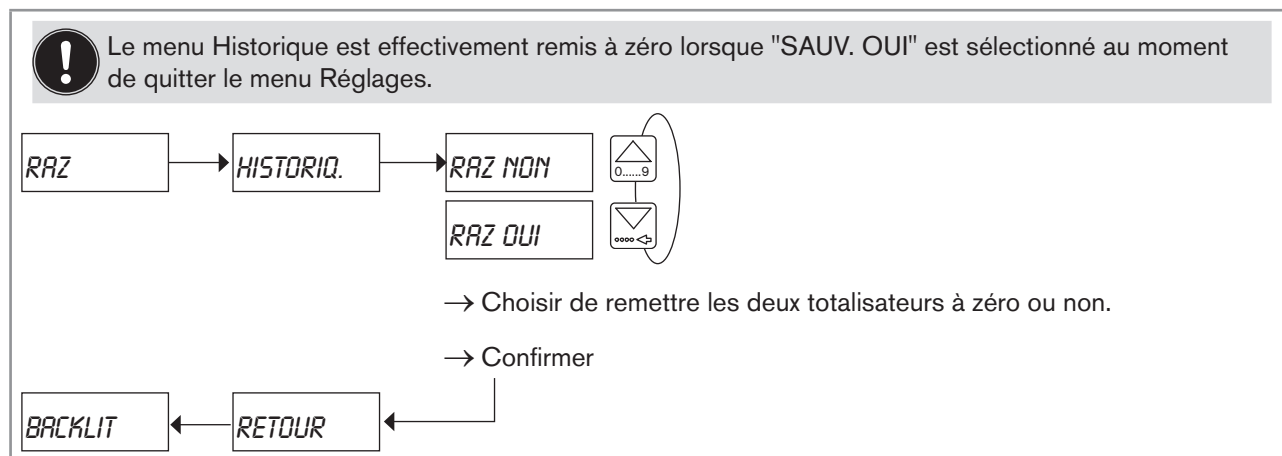 Le menu Historique est effectivement remis à zéro lorsque "SAUV. OUI" est sélectionné au moment
de quitter le menu Réglages.
RAZ
HISTORIQ.
RAZ NON
0......9
RAZ OUI
→ Choisir de remettre les deux totalisateurs à zéro ou non.
→ Confirmer
BACKLIT
RETOUR